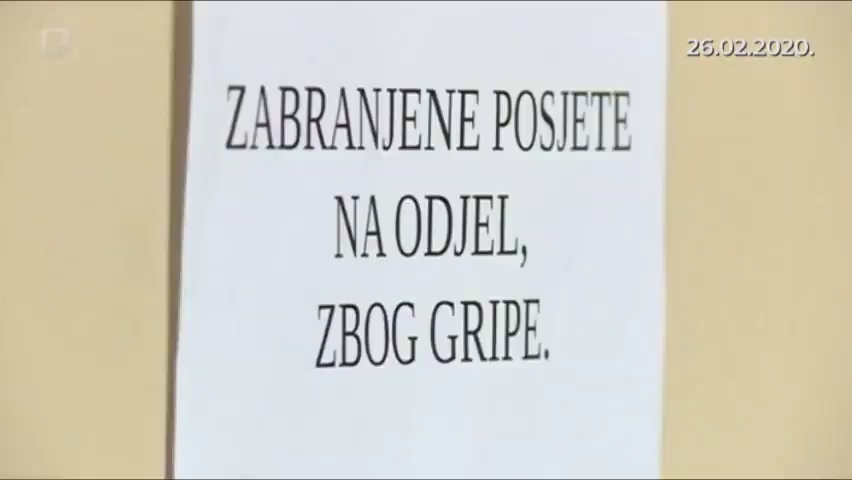 26.02.2020.
ZABRANJENE POSJETE
NA ODJEL,
ZBOG GRIPE.